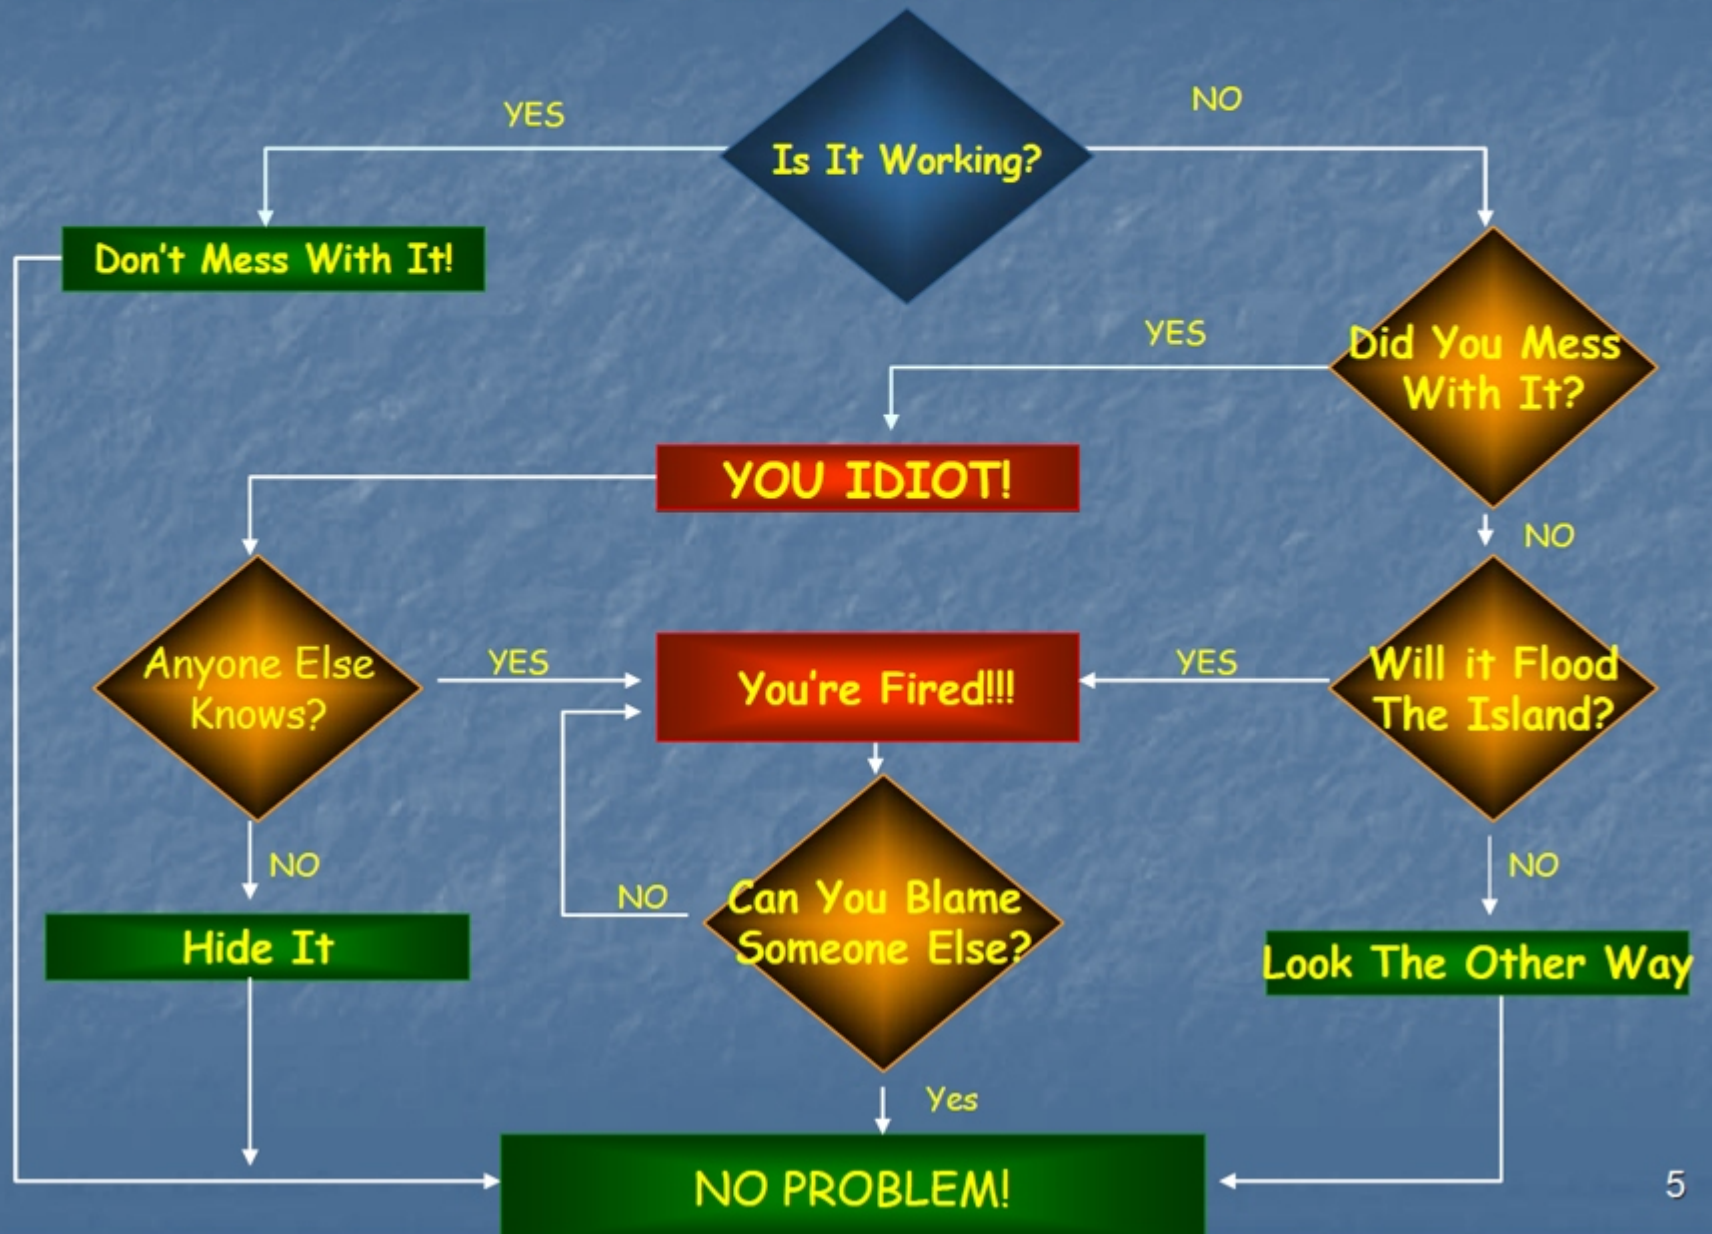 YES
NO
Is It Working?
Don't Mess With It!
YES
Did You Mess
With It?
YOU IDIOT!
NO
Anyone Else
Knows?
YES
You're Fired!!!
YES
Will it Flood
The Island?
NO
NO
Can You Blame
Someone Else?
NO
Hide It
Look The Other Way
Yes
NO PROBLEM!
5